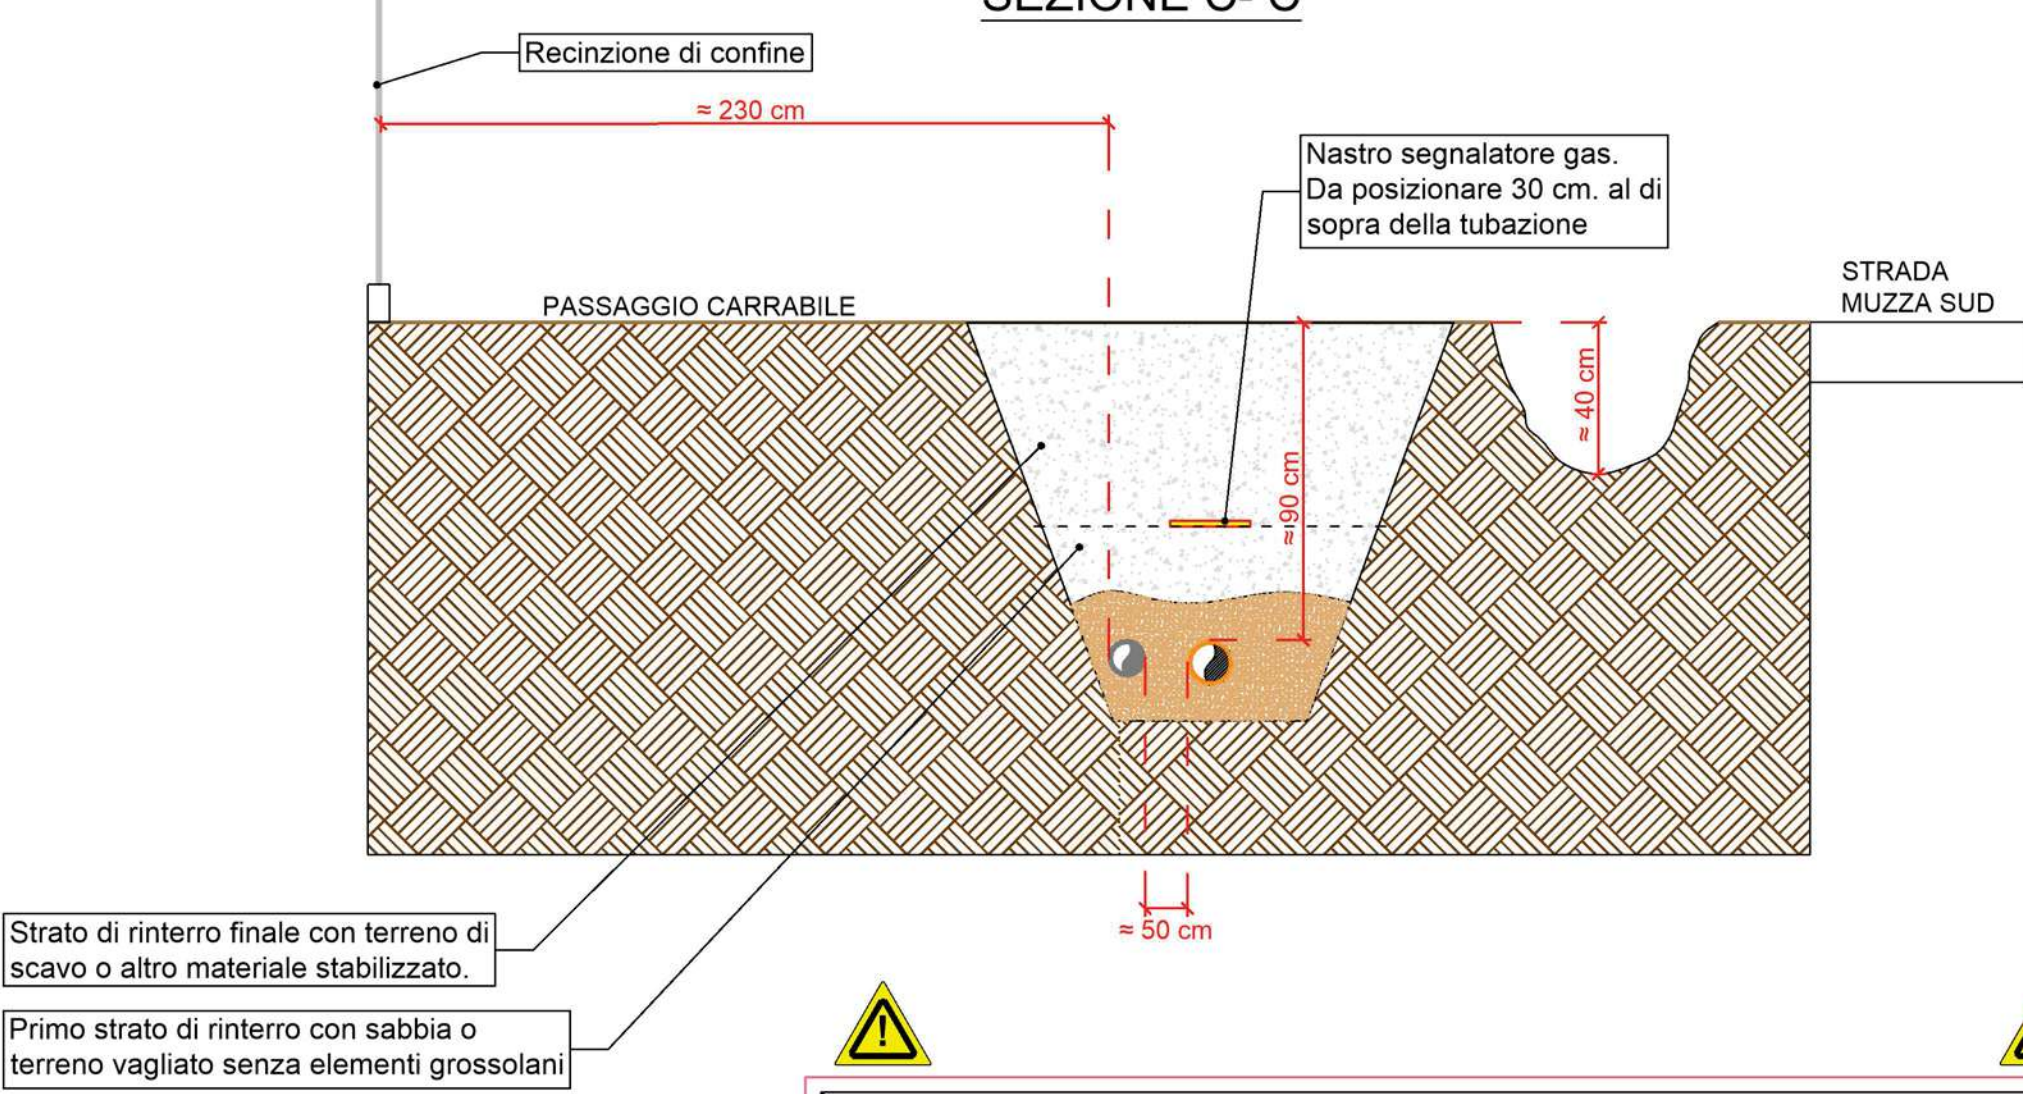 SEZIONE C- C
Recinzione di confine
≈ 230 cm
Nastro segnalatore gas.
Da posizionare 30 cm. al di
sopra della tubazione
STRADA
MUZZA SUD
PASSAGGIO CARRABILE
≈ 40 cm
≈ 90 cm
≈ 50 cm
Strato di rinterro finale con terreno di
scavo o altro materiale stabilizzato.
Primo strato di rinterro con sabbia o
terreno vagliato senza elementi grossolani
!